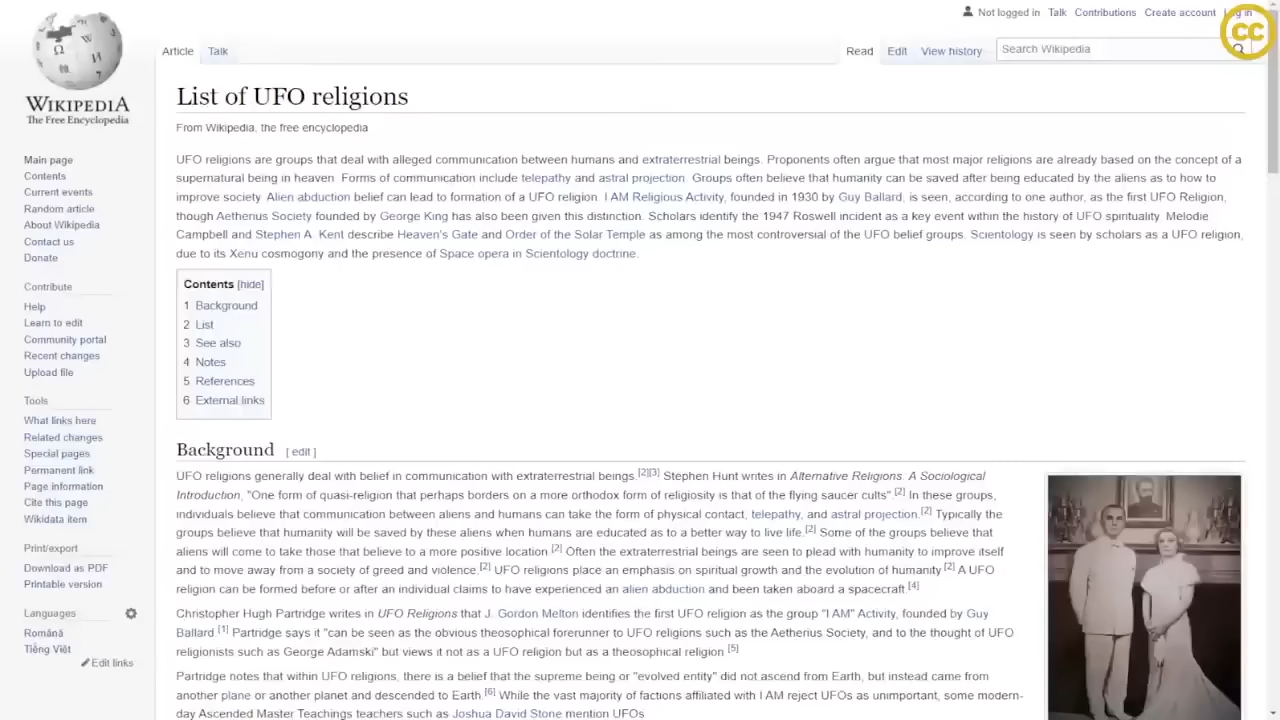 Not logged in Talk Contributions Create account Log in
CC
Article Talk Read Edit View history Search Wikipedia
WIKIPEDIA
The Free Encyclopedia
Main page
Contents
Current events
Random article
About Wikipedia
Contact us
Donate
Contribute
Help
Learn to edit
Community portal
Recent changes
Upload file
Tools
What links here
Related changes
Special pages
Permanent link
Page information
Cite this page
Wikidata item
Print/export
Download as PDF
Printable version
Languages
Română
Tiếng Việt
Edit links
List of UFO religions
From Wikipedia, the free encyclopedia
UFO religions are groups that deal with alleged communication between humans and extraterrestrial beings. Proponents often argue that most major religions are already based on the concept of a
supernatural being in heaven. Forms of communication include telepathy and astral projection. Groups often believe that humanity can be saved after being educated by the aliens as to how to
improve society. Alien abduction belief can lead to formation of a UFO religion. I AM Religious Activity, founded in 1930 by Guy Ballard, is seen, according to one author, as the first UFO Religion,
though Aetherius Society founded by George King has also been given this distinction. Scholars identify the 1947 Roswell incident as a key event within the history of UFO spirituality. Melodie
Campbell and Stephen A. Kent describe Heaven's Gate and Order of the Solar Temple as among the most controversial of the UFO belief groups. Scientology is seen by scholars as a UFO religion,
due to its Xenu cosmogony and the presence of Space opera in Scientology doctrine.
Contents [hide]
1 Background
2 List
3 See also
4 Notes
5 References
6 External links
Background [ edit ]
UFO religions generally deal with belief in communication with extraterrestrial beings.[2][3] Stephen Hunt writes in Alternative Religions: A Sociological
Introduction, "One form of quasi-religion that perhaps borders on a more orthodox form of religiosity is that of the flying saucer cults".[2] In these groups,
individuals believe that communication between aliens and humans can take the form of physical contact, telepathy, and astral projection.[2] Typically the
groups believe that humanity will be saved by these aliens when humans are educated as to a better way to live life.[2] Some of the groups believe that
aliens will come to take those that believe to a more positive location.[2] Often the extraterrestrial beings are seen to plead with humanity to improve itself
and to move away from a society of greed and violence.[2] UFO religions place an emphasis on spiritual growth and the evolution of humanity.[2] A UFO
religion can be formed before or after an individual claims to have experienced an alien abduction and been taken aboard a spacecraft.[4]
Christopher Hugh Partridge writes in UFO Religions that J. Gordon Melton identifies the first UFO religion as the group "I AM" Activity, founded by Guy
Ballard.[1] Partridge says it "can be seen as the obvious theosophical forerunner to UFO religions such as the Aetherius Society, and to the thought of UFO
religionists such as George Adamski" but views it not as a UFO religion but as a theosophical religion.[5]
Partridge notes that within UFO religions, there is a belief that the supreme being or "evolved entity" did not ascend from Earth, but instead came from
another plane or another planet and descended to Earth.[6] While the vast majority of factions affiliated with I AM reject UFOs as unimportant, some modern-
day Ascended Master Teachings teachers such as Joshua David Stone mention UFOs